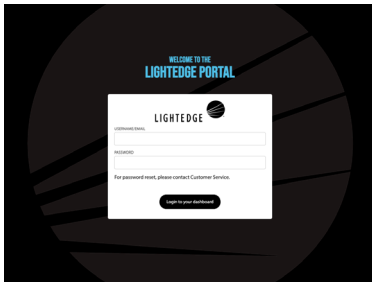 WELCOME TO THE
LIGHTEDGE PORTAL
LIGHTEDGE
USERNAME/EMAIL
PASSWORD
For password reset, please contact Customer Service.
Login to your dashboard